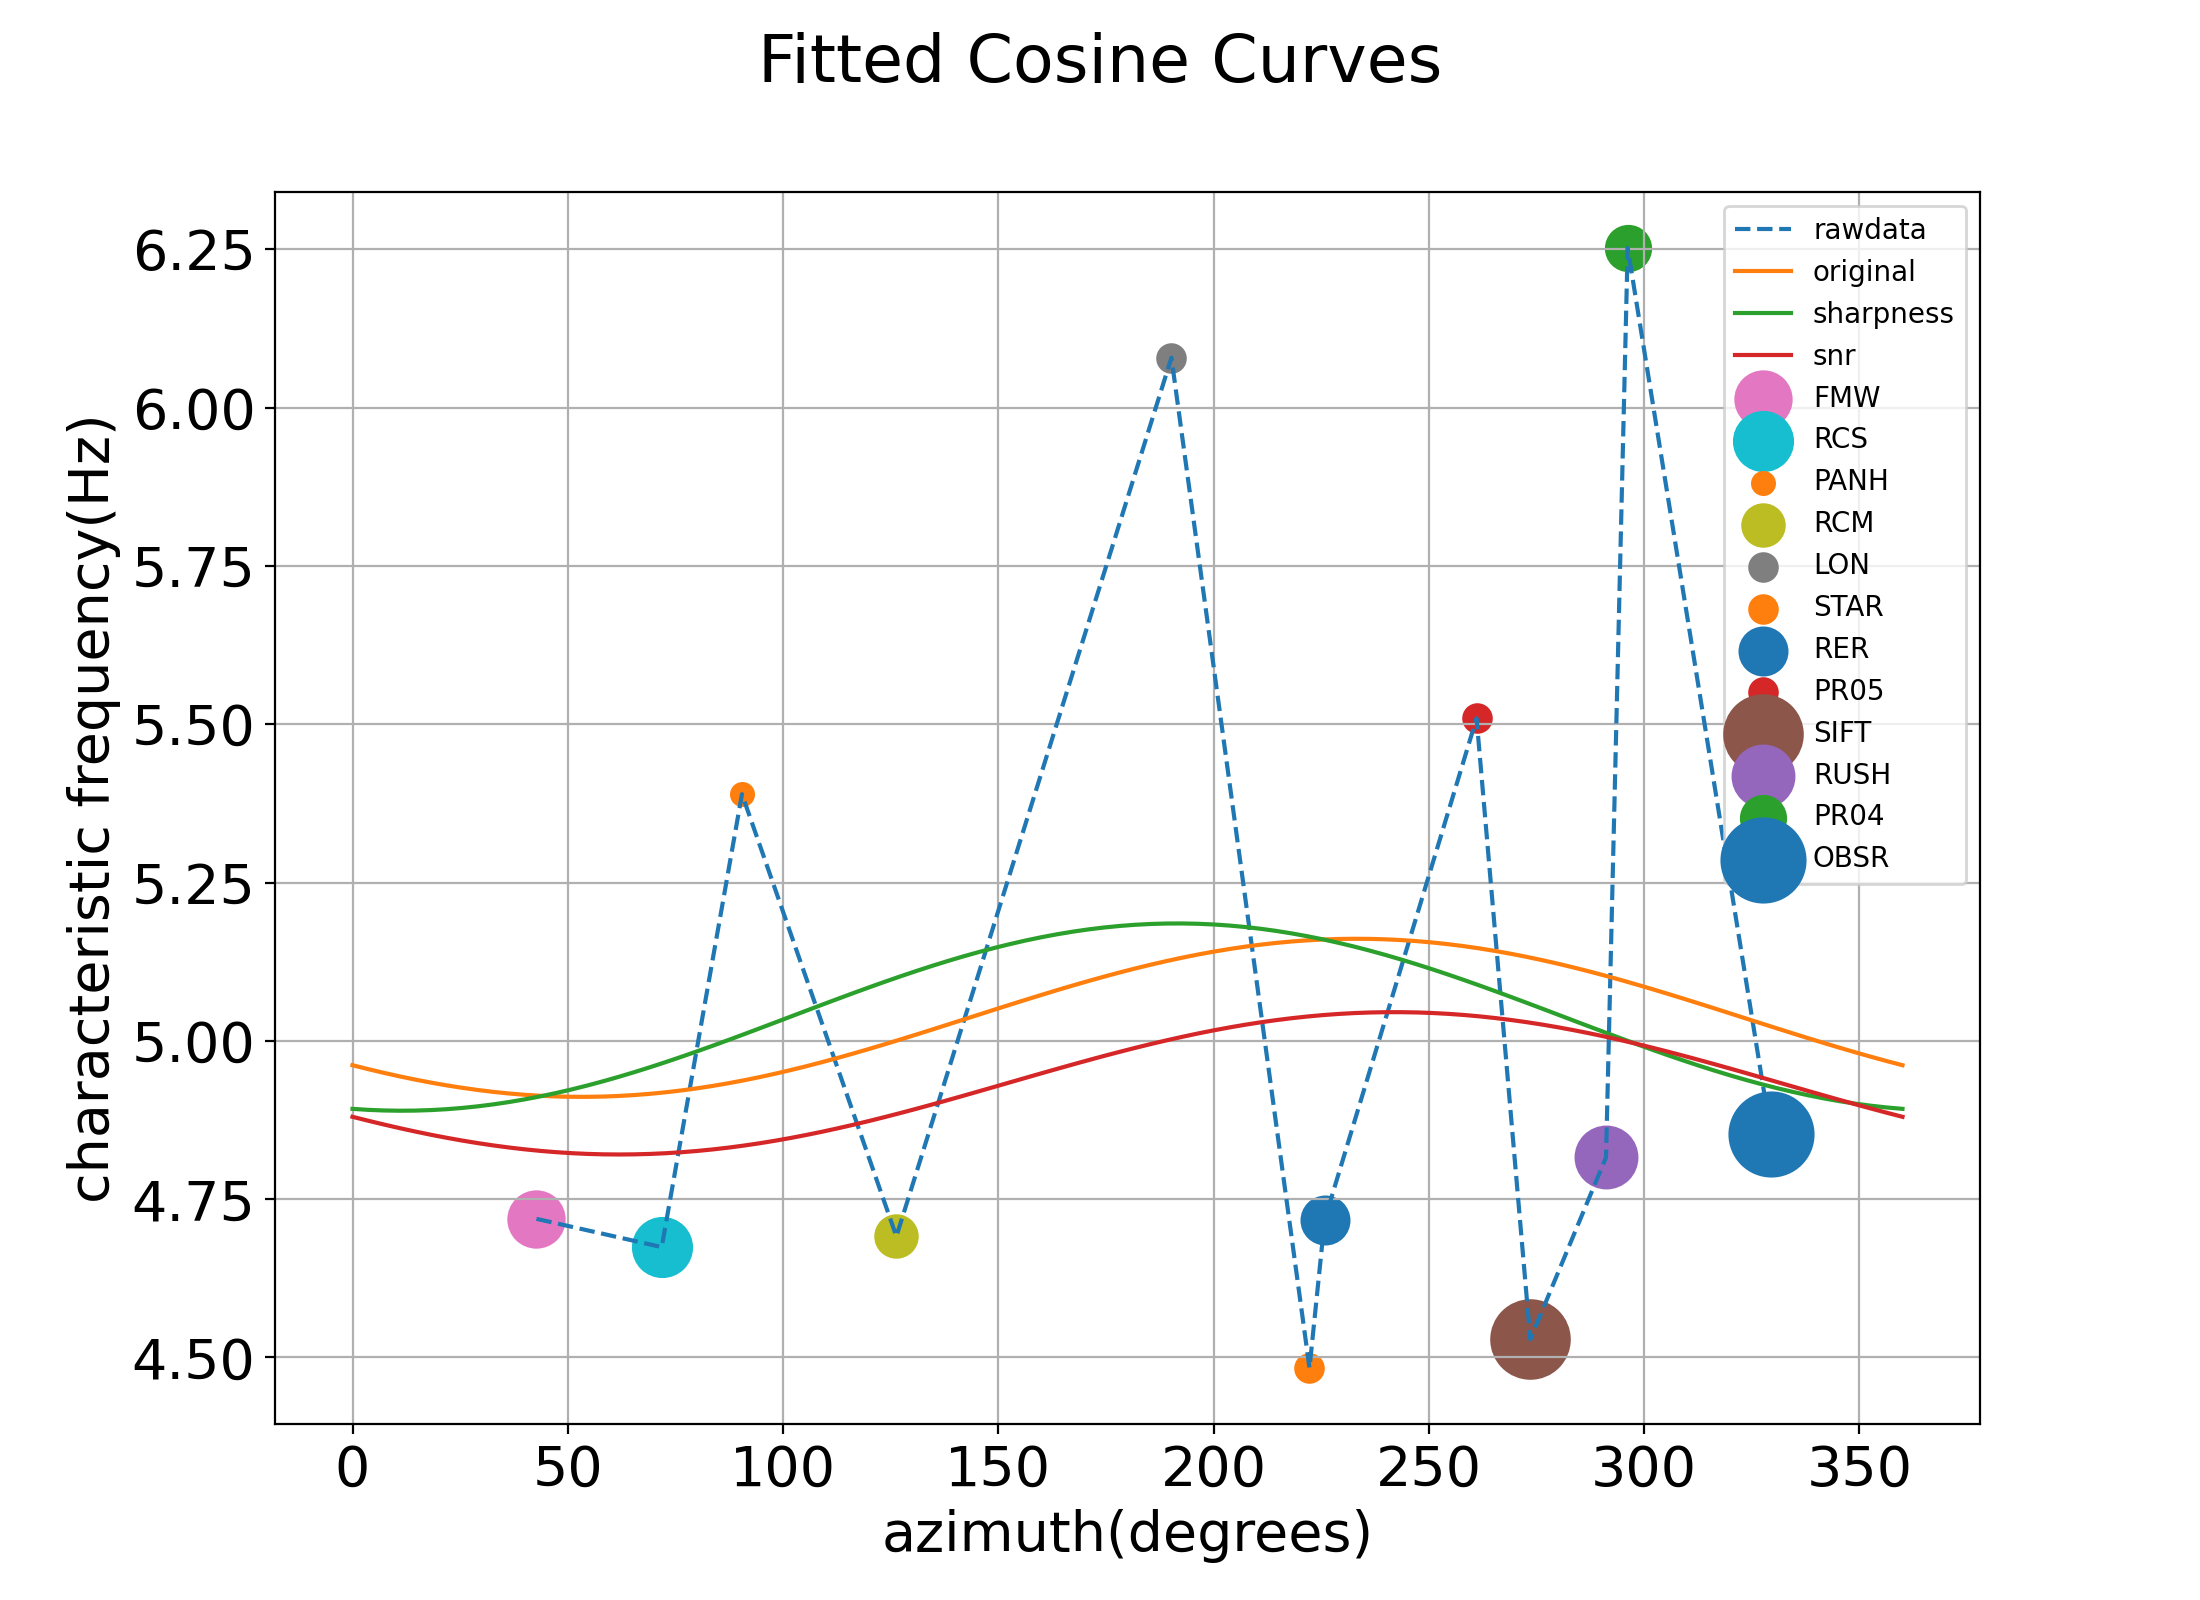 Fitted Cosine Curves
characteristic frequency(Hz)
6.25
6.00
5.75
5.50
5.25
5.00
4.75
4.50
rawdata
original
sharpness
snr
FMW
RCS
PANH
RCM
LON
STAR
RER
PR05
SIFT
RUSH
PR04
OBSR
0 50 100 150 200 250 300 350
azimuth(degrees)